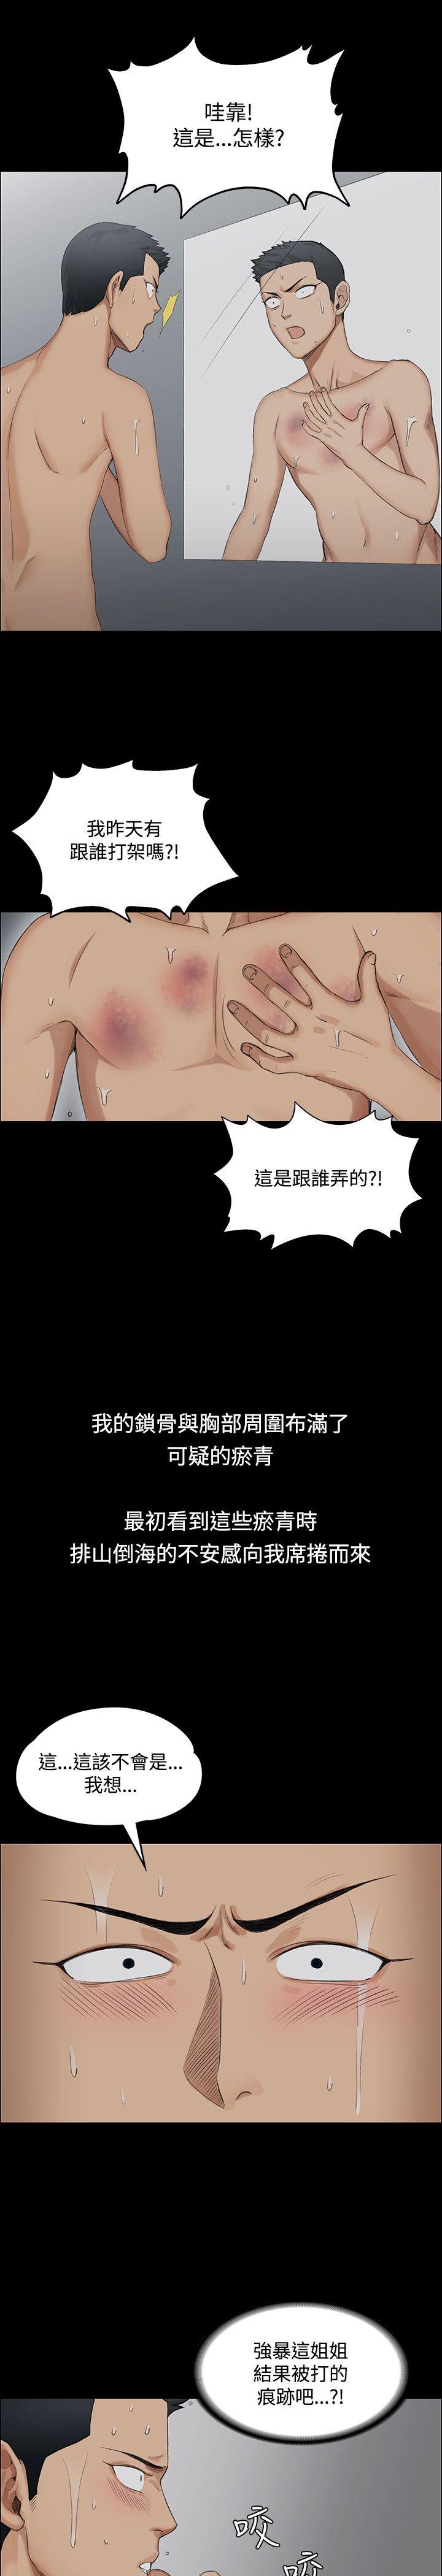 哇靠!
這是...怎樣?
我昨天有
跟誰打架嗎?!
這是跟誰弄的?!
我的鎖骨與胸部周圍布滿了
可疑的瘀青
最初看到這些瘀青時
排山倒海的不安感向我席捲而來
這...這該不會是...
我想...
強暴這姐姐
結果被打的
痕跡吧...?!
咬
咬